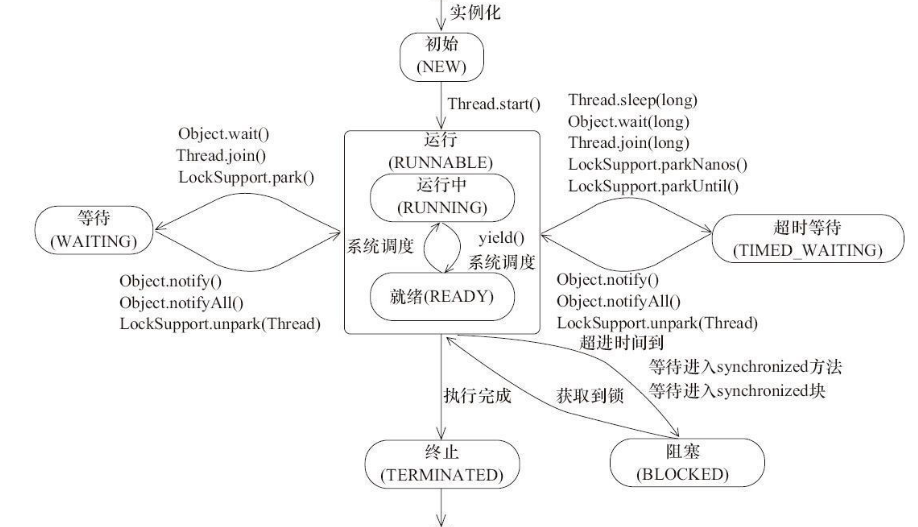 实例化
初始
(NEW)
Thread.start()
Thread.sleep(long)
Object.wait(long)
Thread.join(long)
LockSupport.parkNanos()
LockSupport.parkUntil()
Object.wait()
Thread.join()
LockSupport.park()
运行
(RUNNABLE)
运行中
(RUNNING)
等待
(WAITING)
超时等待
(TIMED_WAITING)
系统调度
yield()
系统调度
就绪(READY)
Object.notify()
Object.notifyAll()
LockSupport.unpark(Thread)
Object.notify()
Object.notifyAll()
LockSupport.unpark(Thread)
超进时间到
等待进入synchronized方法
等待进入synchronized块
执行完成
获取到锁
终止
(TERMINATED)
阻塞
(BLOCKED)